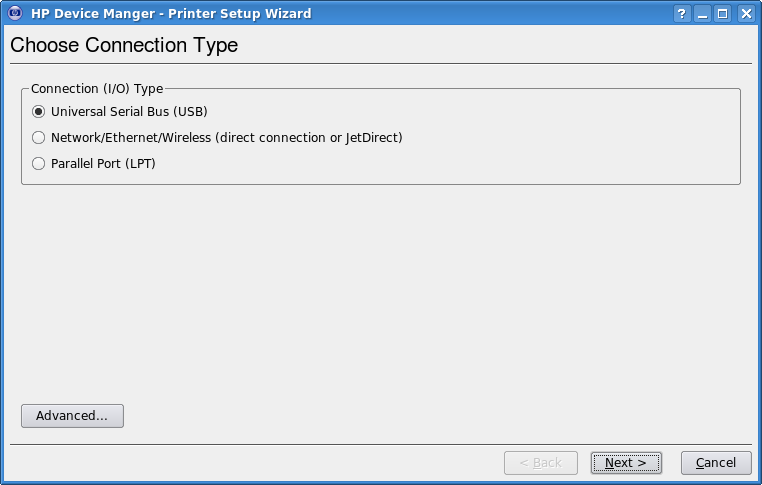 HP Device Manger - Printer Setup Wizard
Choose Connection Type
Connection (I/O) Type
Universal Serial Bus (USB)
Network/Ethernet/Wireless (direct connection or JetDirect)
Parallel Port (LPT)
Advanced...
< Back Next > Cancel